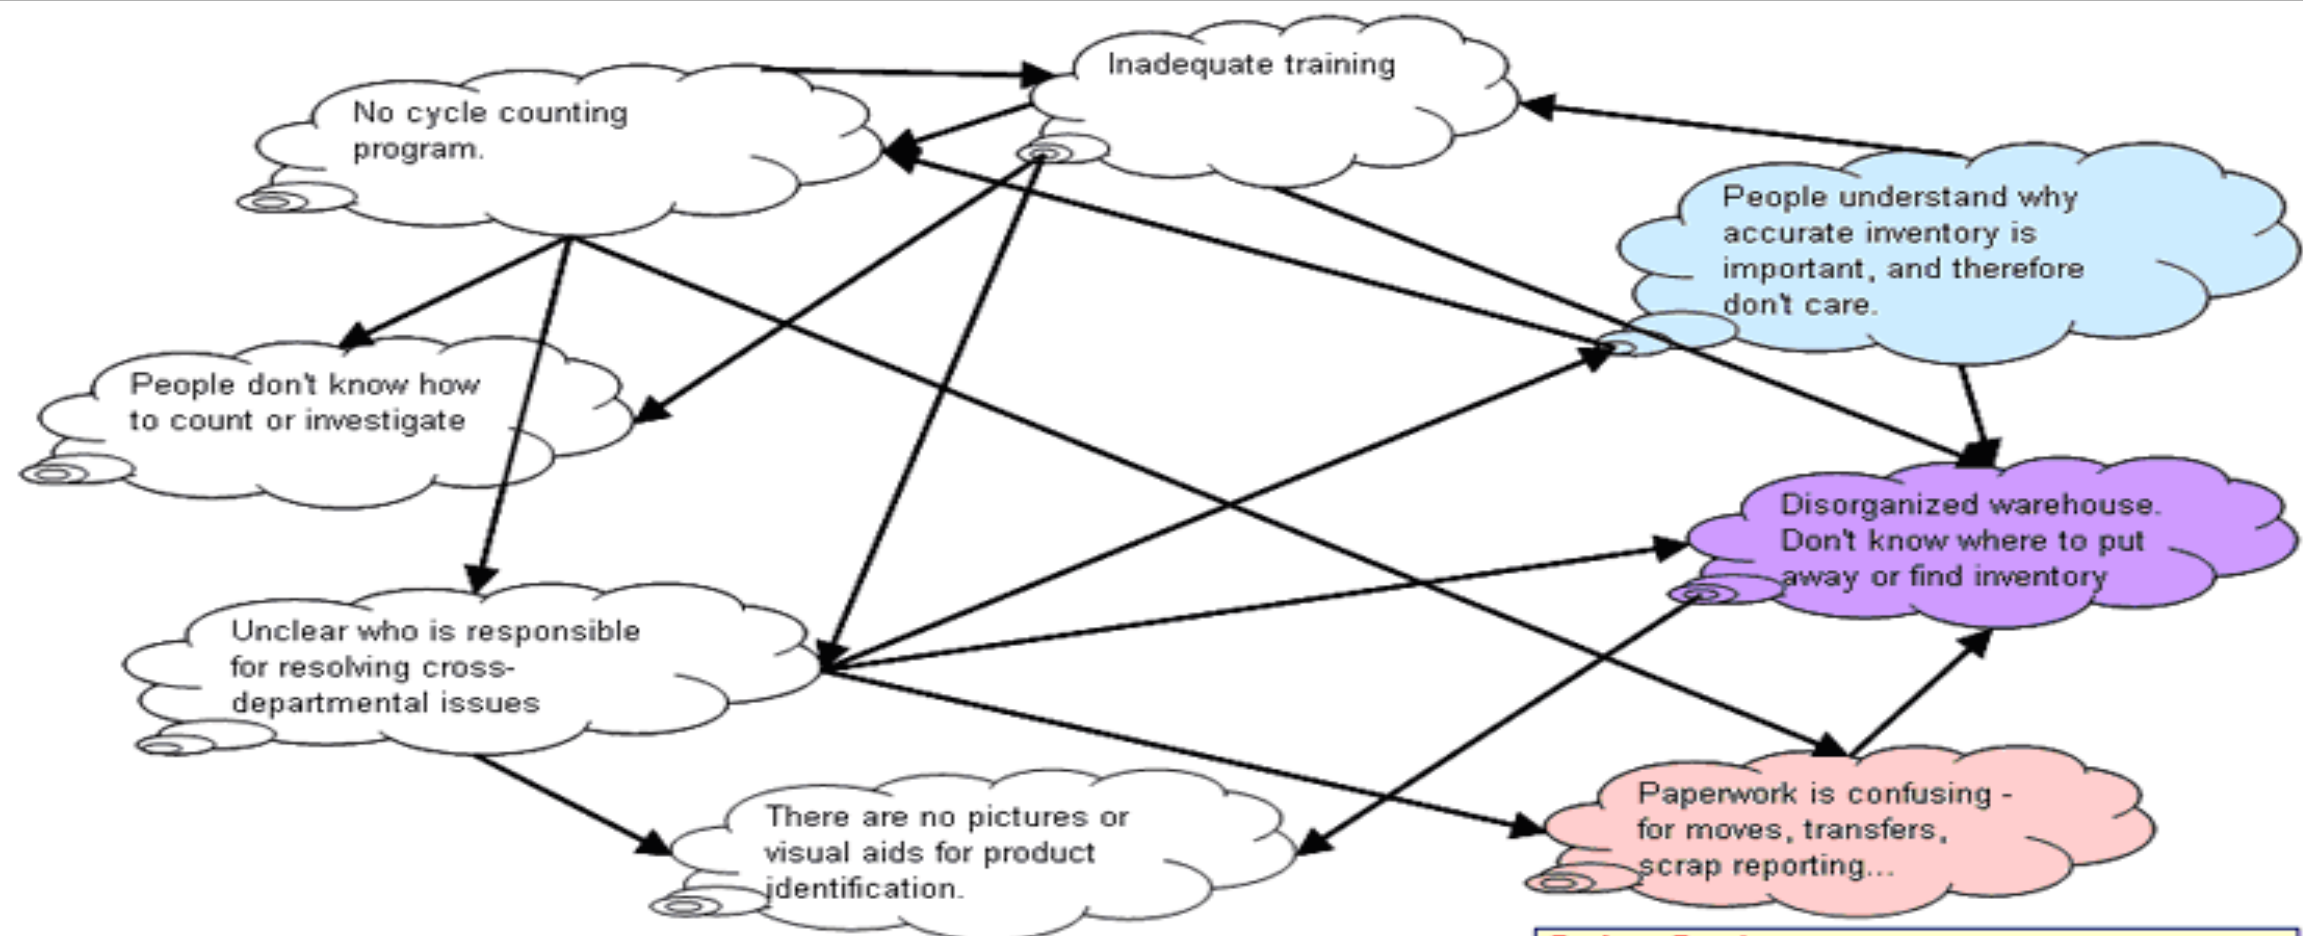 Inadequate training
No cycle counting
program.
People understand why
accurate inventory is
important, and therefore
don't care.
People don't know how
to count or investigate
Disorganized warehouse.
Don't know where to put
away or find inventory
Unclear who is responsible
for resolving cross-
departmental issues
There are no pictures or
visual aids for product
identification.
Paperwork is confusing -
for moves, transfers,
scrap reporting...